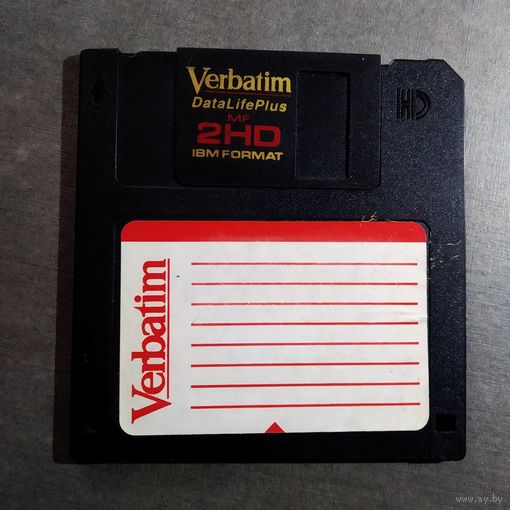 Verbatim
DataLifePlus
MF
2HD
IBM FORMAT
HD
Verbatim
www.ay.by